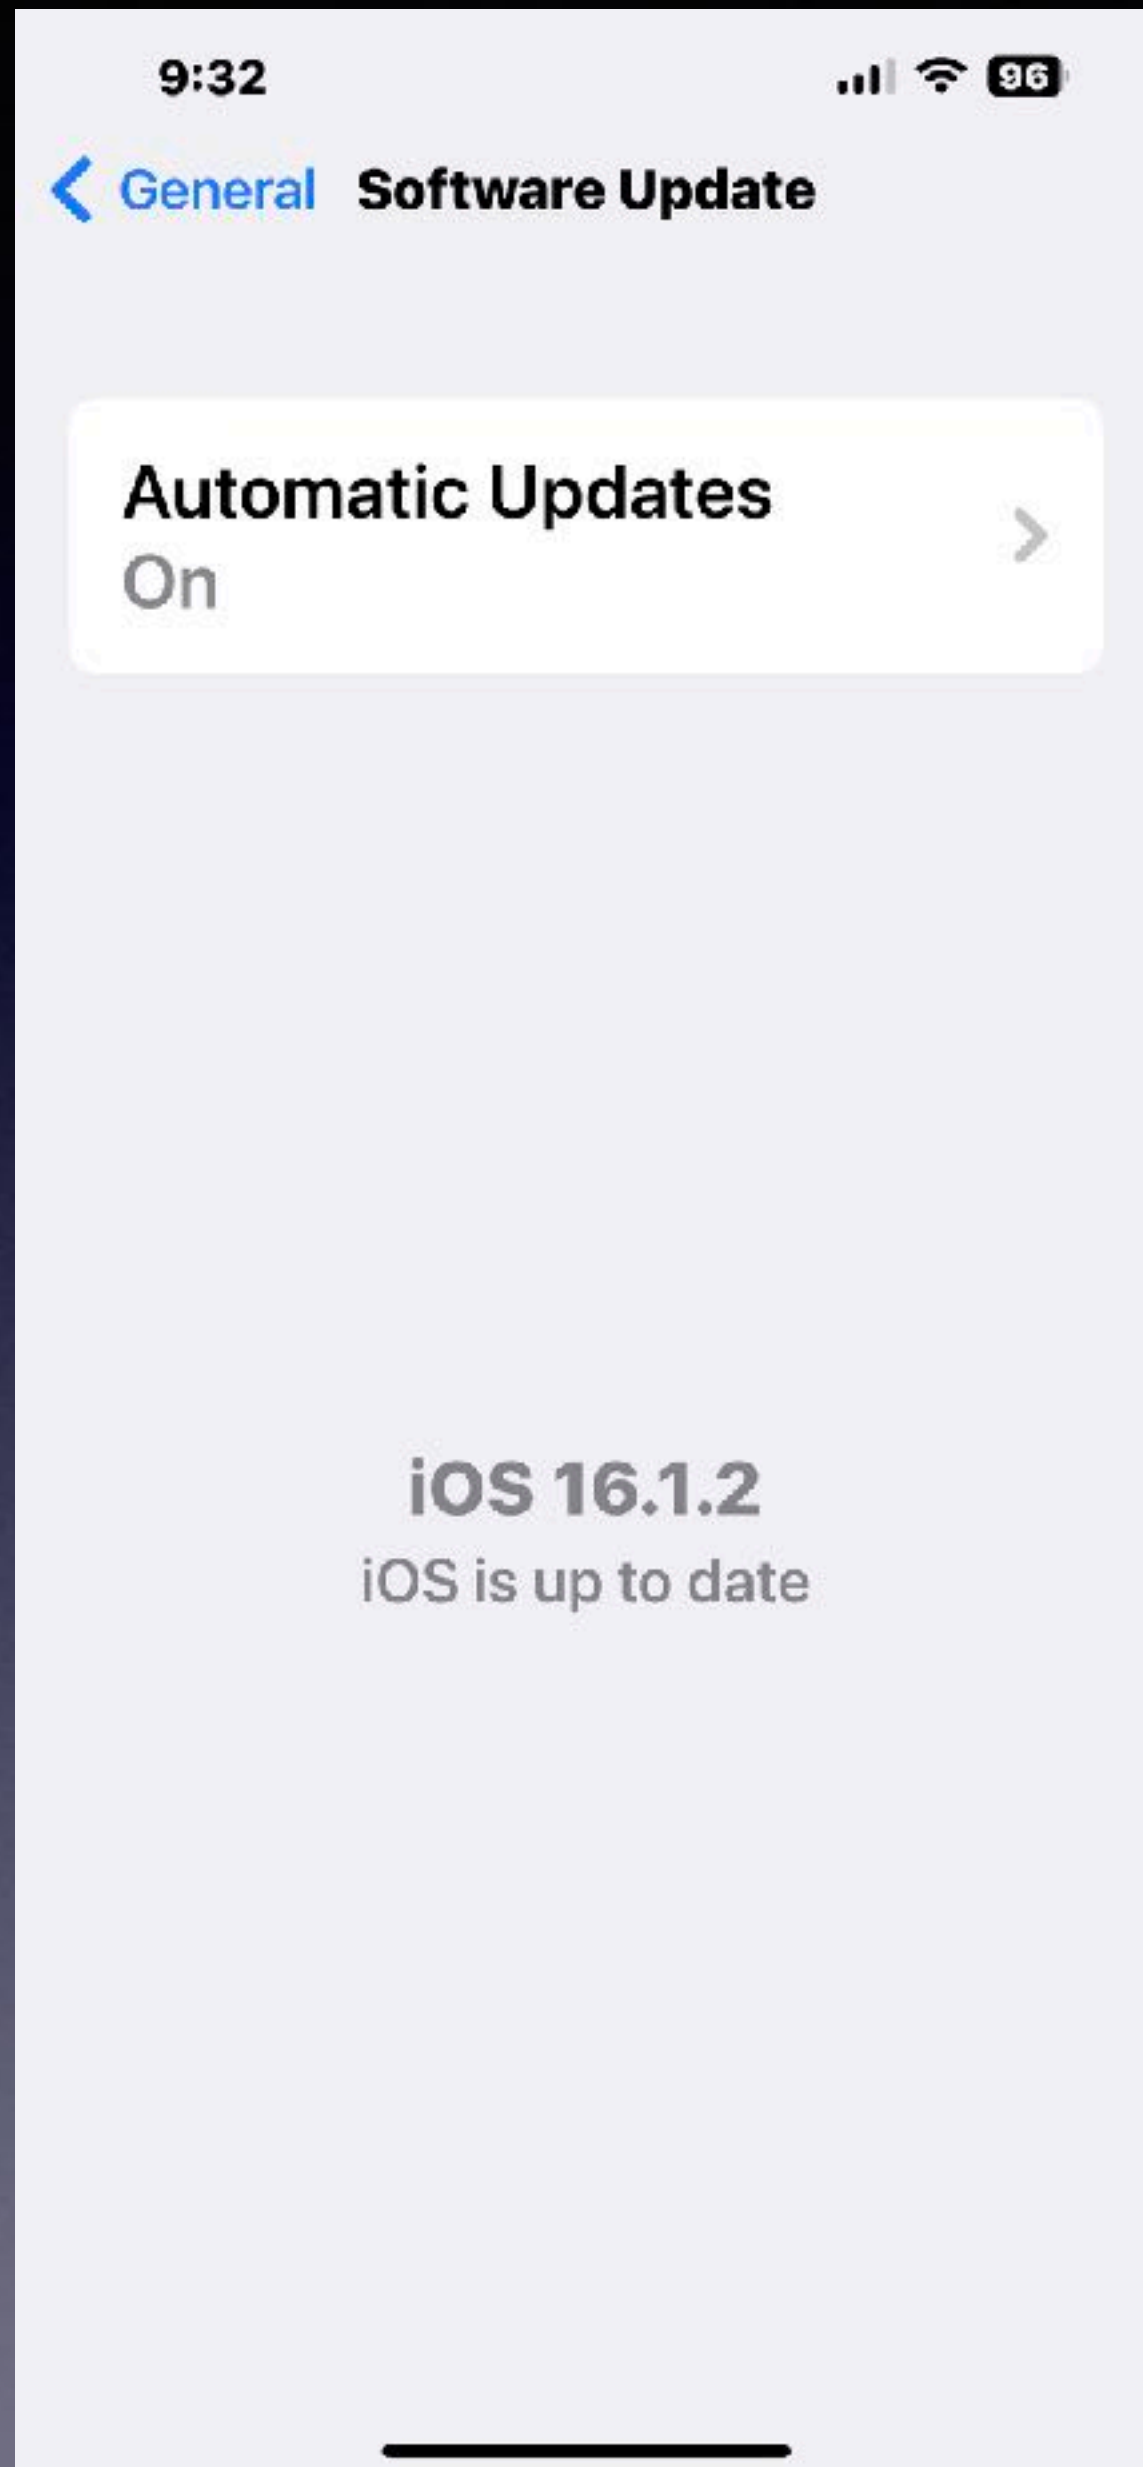 9:32 96
General Software Update
Automatic Updates
On
iOS 16.1.2
iOS is up to date